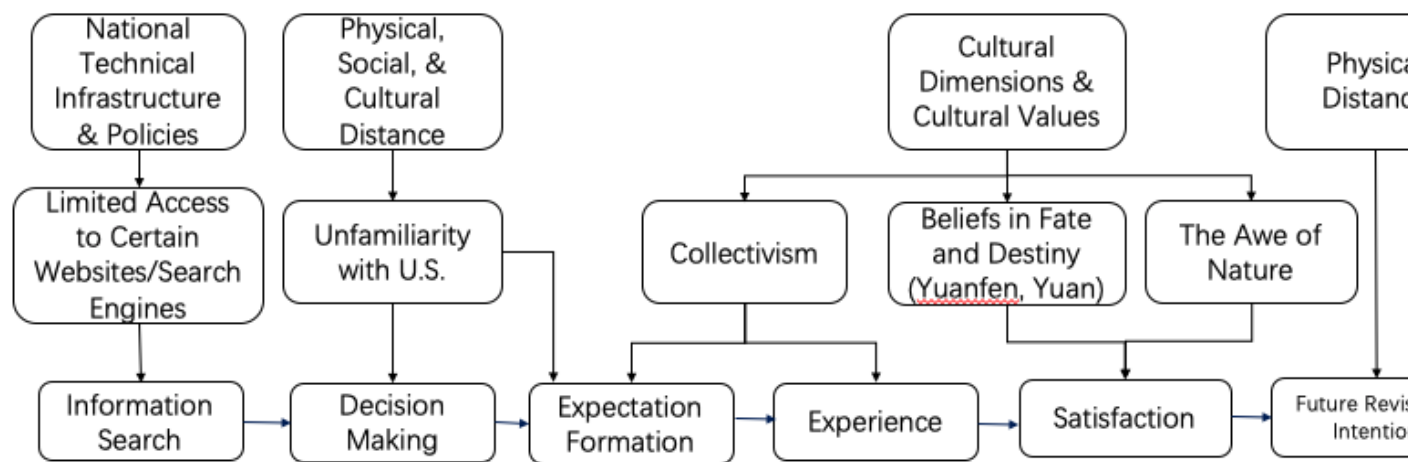 National
Technical
Infrastructure
& Policies
Physical,
Social, &
Cultural
Distance
Cultural
Dimensions &
Cultural Values
Limited Access
to Certain
Websites/Search
Engines
Unfamiliarity
with U.S.
Collectivism
Beliefs in Fate
and Destiny
(Yuanfen, Yuan)
The Awe of
Nature
Information
Search
Decision
Making
Expectation
Formation
Experience
Satisfaction
Future